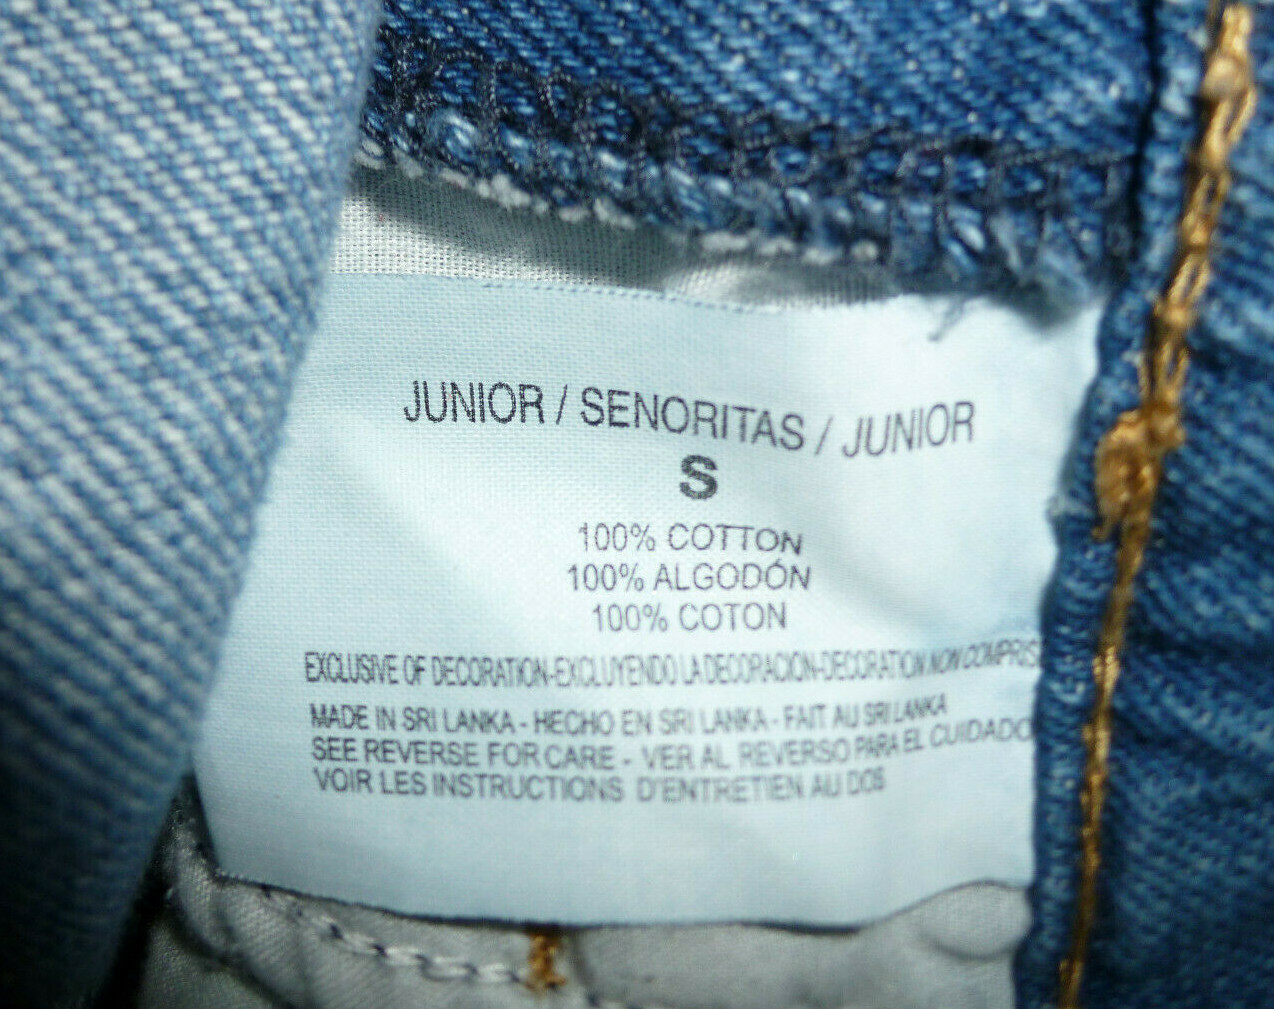 JUNIOR / SENORITAS / JUNIOR
S
100% COTTON
100% ALGODÓN
100% COTON
EXCLUSIVE OF DECORATION-EXCLUYENDO LA DECORACION-DECORATION NON COMPRIS
MADE IN SRI LANKA - HECHO EN SRI LANKA - FAIT AU SRI LANKA
SEE REVERSE FOR CARE - VER AL REVERSO PARA EL CUIDADO
VOIR LES INSTRUCTIONS D'ENTRETIEN AU DOS